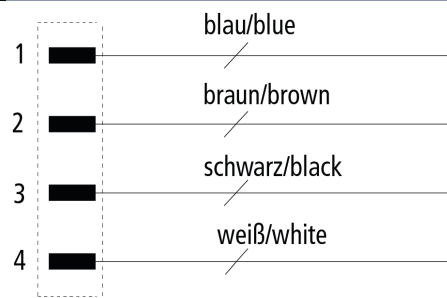 blau/blue
1
braun/brown
2
schwarz/black
3
weiß/white
4